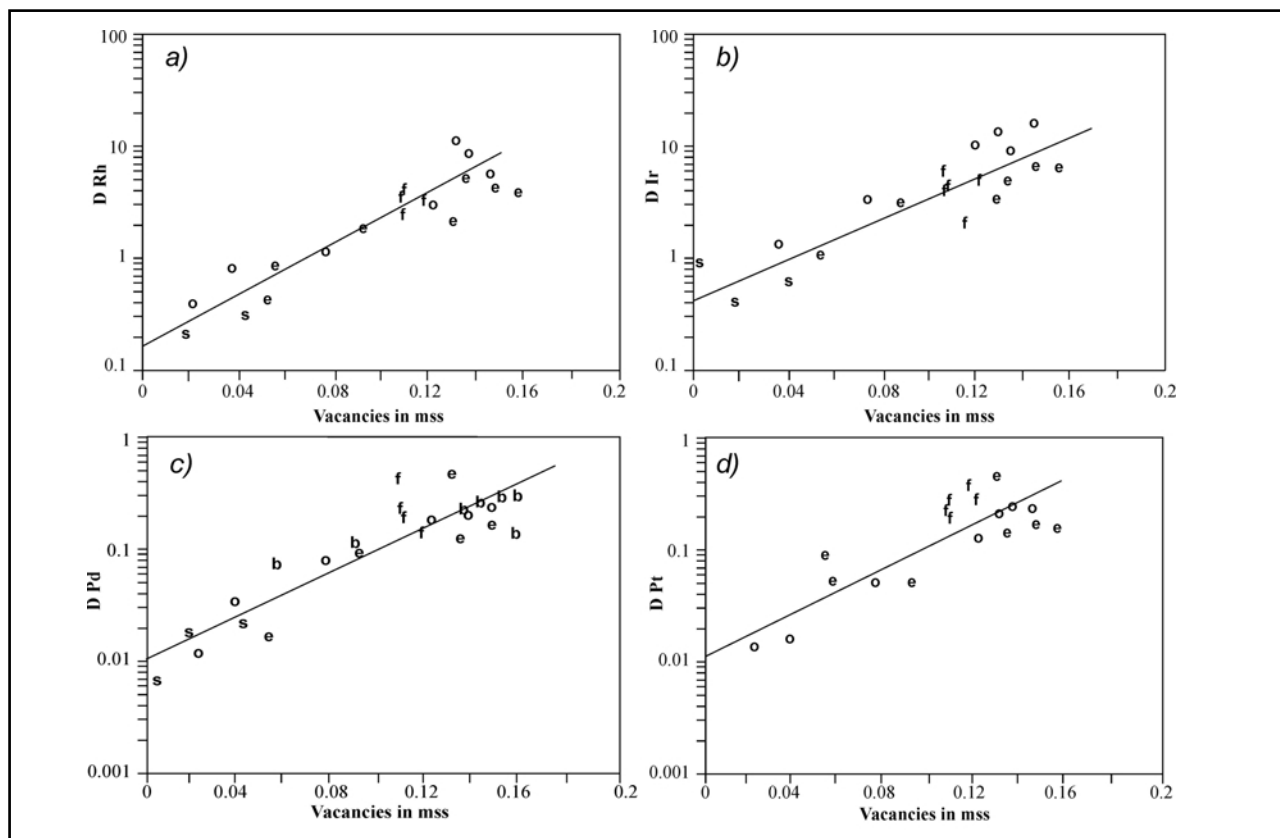 a)
100
10
1
0.1
D Rh
o o o e e e f f f f o e e o e o e o s s
0 0.04 0.08 0.12 0.16 0.2
Vacancies in mss
b)
100
10
1
0.1
D Ir
o o o o f f f f e e e e f o e o e s s s
0 0.04 0.08 0.12 0.16 0.2
Vacancies in mss
c)
1
0.1
0.01
0.001
D Pd
f e f f b b b b b o o o e e f b e b o o s s e o s
0 0.04 0.08 0.12 0.16 0.2
Vacancies in mss
d)
1
0.1
0.01
0.001
D Pt
e f f f f f o o o e e e o e e o e o o
0 0.04 0.08 0.12 0.16 0.2
Vacancies in mss